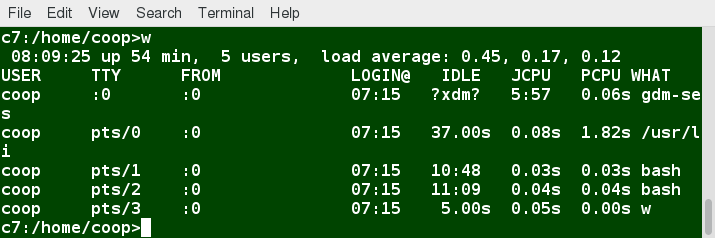 File Edit View Search Terminal Help
c7:/home/coop>w
 08:09:25 up 54 min,  5 users,  load average: 0.45, 0.17, 0.12
USER     TTY      FROM             LOGIN@   IDLE   JCPU   PCPU WHAT
coop     :0       :0               07:15   ?xdm?   5:57   0.06s gdm-se
s
coop     pts/0    :0               07:15   37.00s  0.08s  1.82s /usr/l
i
coop     pts/1    :0               07:15   10:48   0.03s  0.03s bash
coop     pts/2    :0               07:15   11:09   0.04s  0.04s bash
coop     pts/3    :0               07:15    5.00s  0.05s  0.00s w
c7:/home/coop>